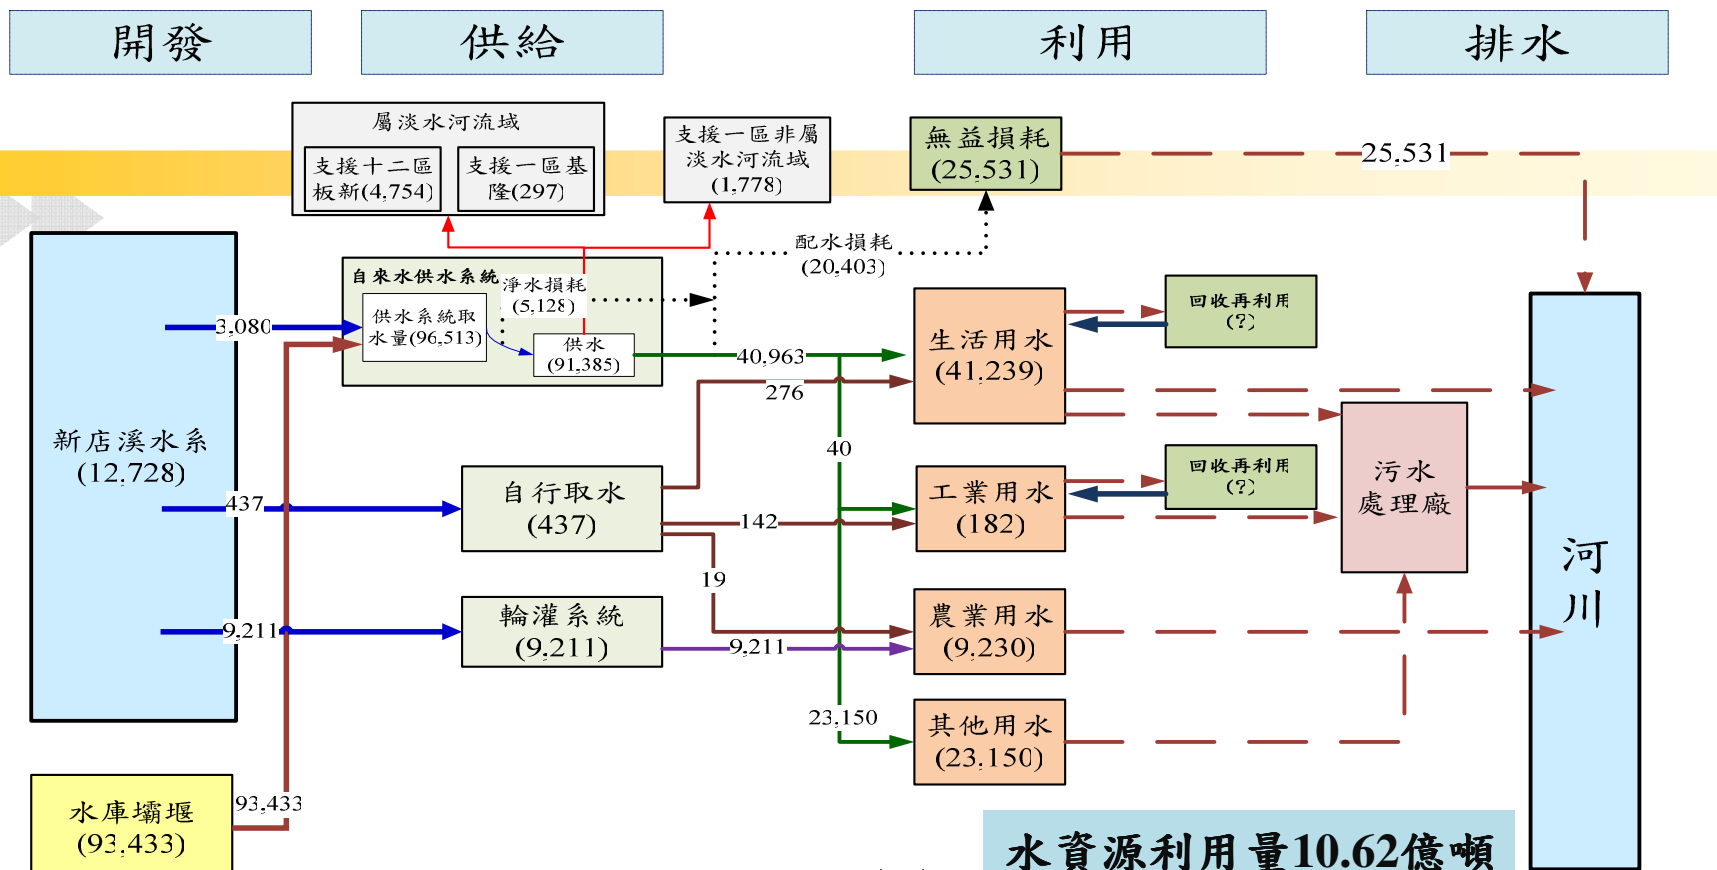 開發
供給
利用
排水
屬淡水河流域
支援十二區
板新(4,754)
支援一區基
隆(297)
支援一區非屬
淡水河流域
(1,778)
無益損耗
(25,531)
25,531
配水損耗
(20,403)
自來水供水系統
淨水損耗
(5,128)
供水系統取
水量(96,513)
供水
(91,385)
3,080
新店溪水系
(12,728)
437
9,211
水庫壩堰
(93,433)
93,433
自行取水
(437)
輪灌系統
(9,211)
40,963
276
40
142
19
9,211
23,150
生活用水
(41,239)
回收再利用
(?)
工業用水
(182)
回收再利用
(?)
農業用水
(9,230)
其他用水
(23,150)
污水
處理廠
河
川
水資源利用量10.62億噸